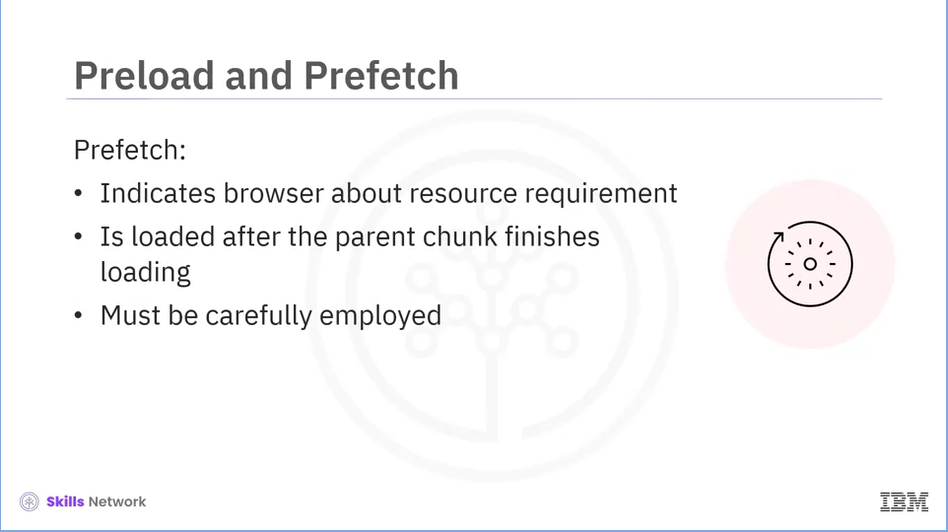 Preload and Prefetch
Prefetch:
• Indicates browser about resource requirement
• Is loaded after the parent chunk finishes
loading
• Must be carefully employed
Skills Network
IBM